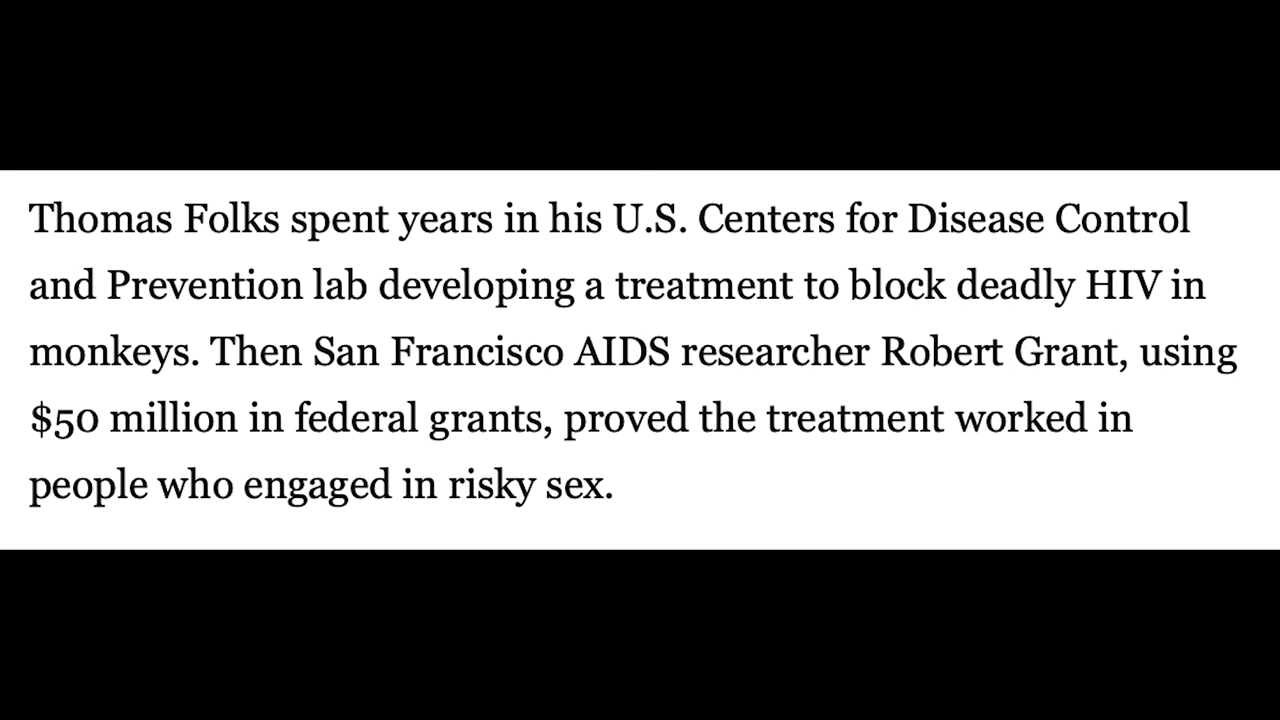 Thomas Folks spent years in his U.S. Centers for Disease Control
and Prevention lab developing a treatment to block deadly HIV in
monkeys. Then San Francisco AIDS researcher Robert Grant, using
$50 million in federal grants, proved the treatment worked in
people who engaged in risky sex.